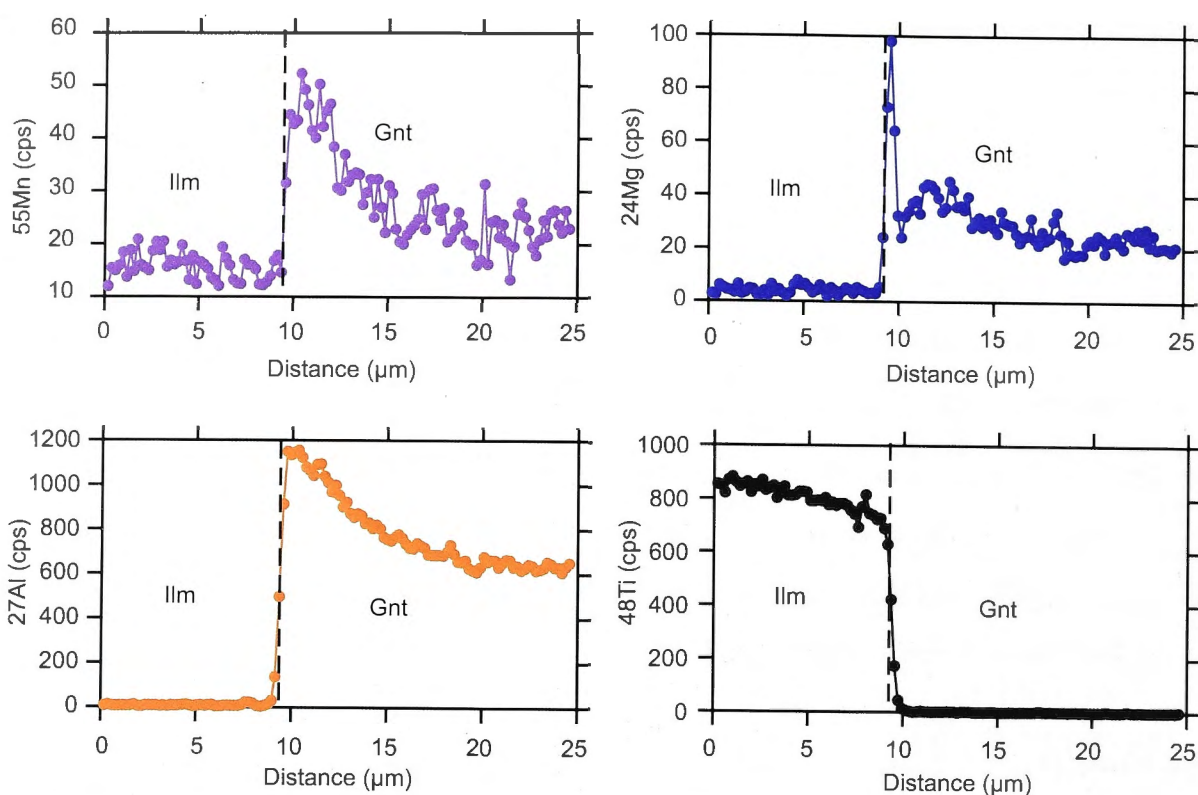 60
50
40
30
20
10
55Mn (cps)
Ilm
Gnt
0 5 10 15 20 25
Distance (µm)
100
80
60
40
20
0
24Mg (cps)
Ilm
Gnt
0 5 10 15 20 25
Distance (µm)
1200
1000
800
600
400
200
0
27Al (cps)
Ilm
Gnt
0 5 10 15 20 25
Distance (µm)
1000
800
600
400
200
0
48Ti (cps)
Ilm
Gnt
0 5 10 15 20 25
Distance (µm)